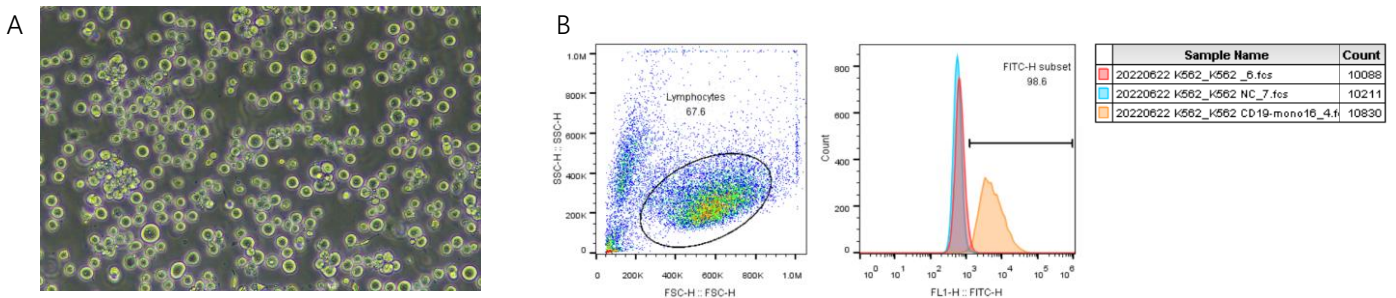 A
B
1.0M
800K
600K
400K
200K
0
SSC-H :: SSC-H
Lymphocytes
67.6
0
200K
400K
600K
800K
1.0M
FSC-H :: FSC-H
800
600
400
200
0
Count
FITC-H subset
98.6
10^0
10^1
10^2
10^3
10^4
10^5
10^6
FL1-H :: FITC-H
Sample Name Count
20220622 K562_K562 _6.fcs 10088
20220622 K562_K562 NC_7.fcs 10211
20220622 K562_K562 CD19-mono16_4.f 10830